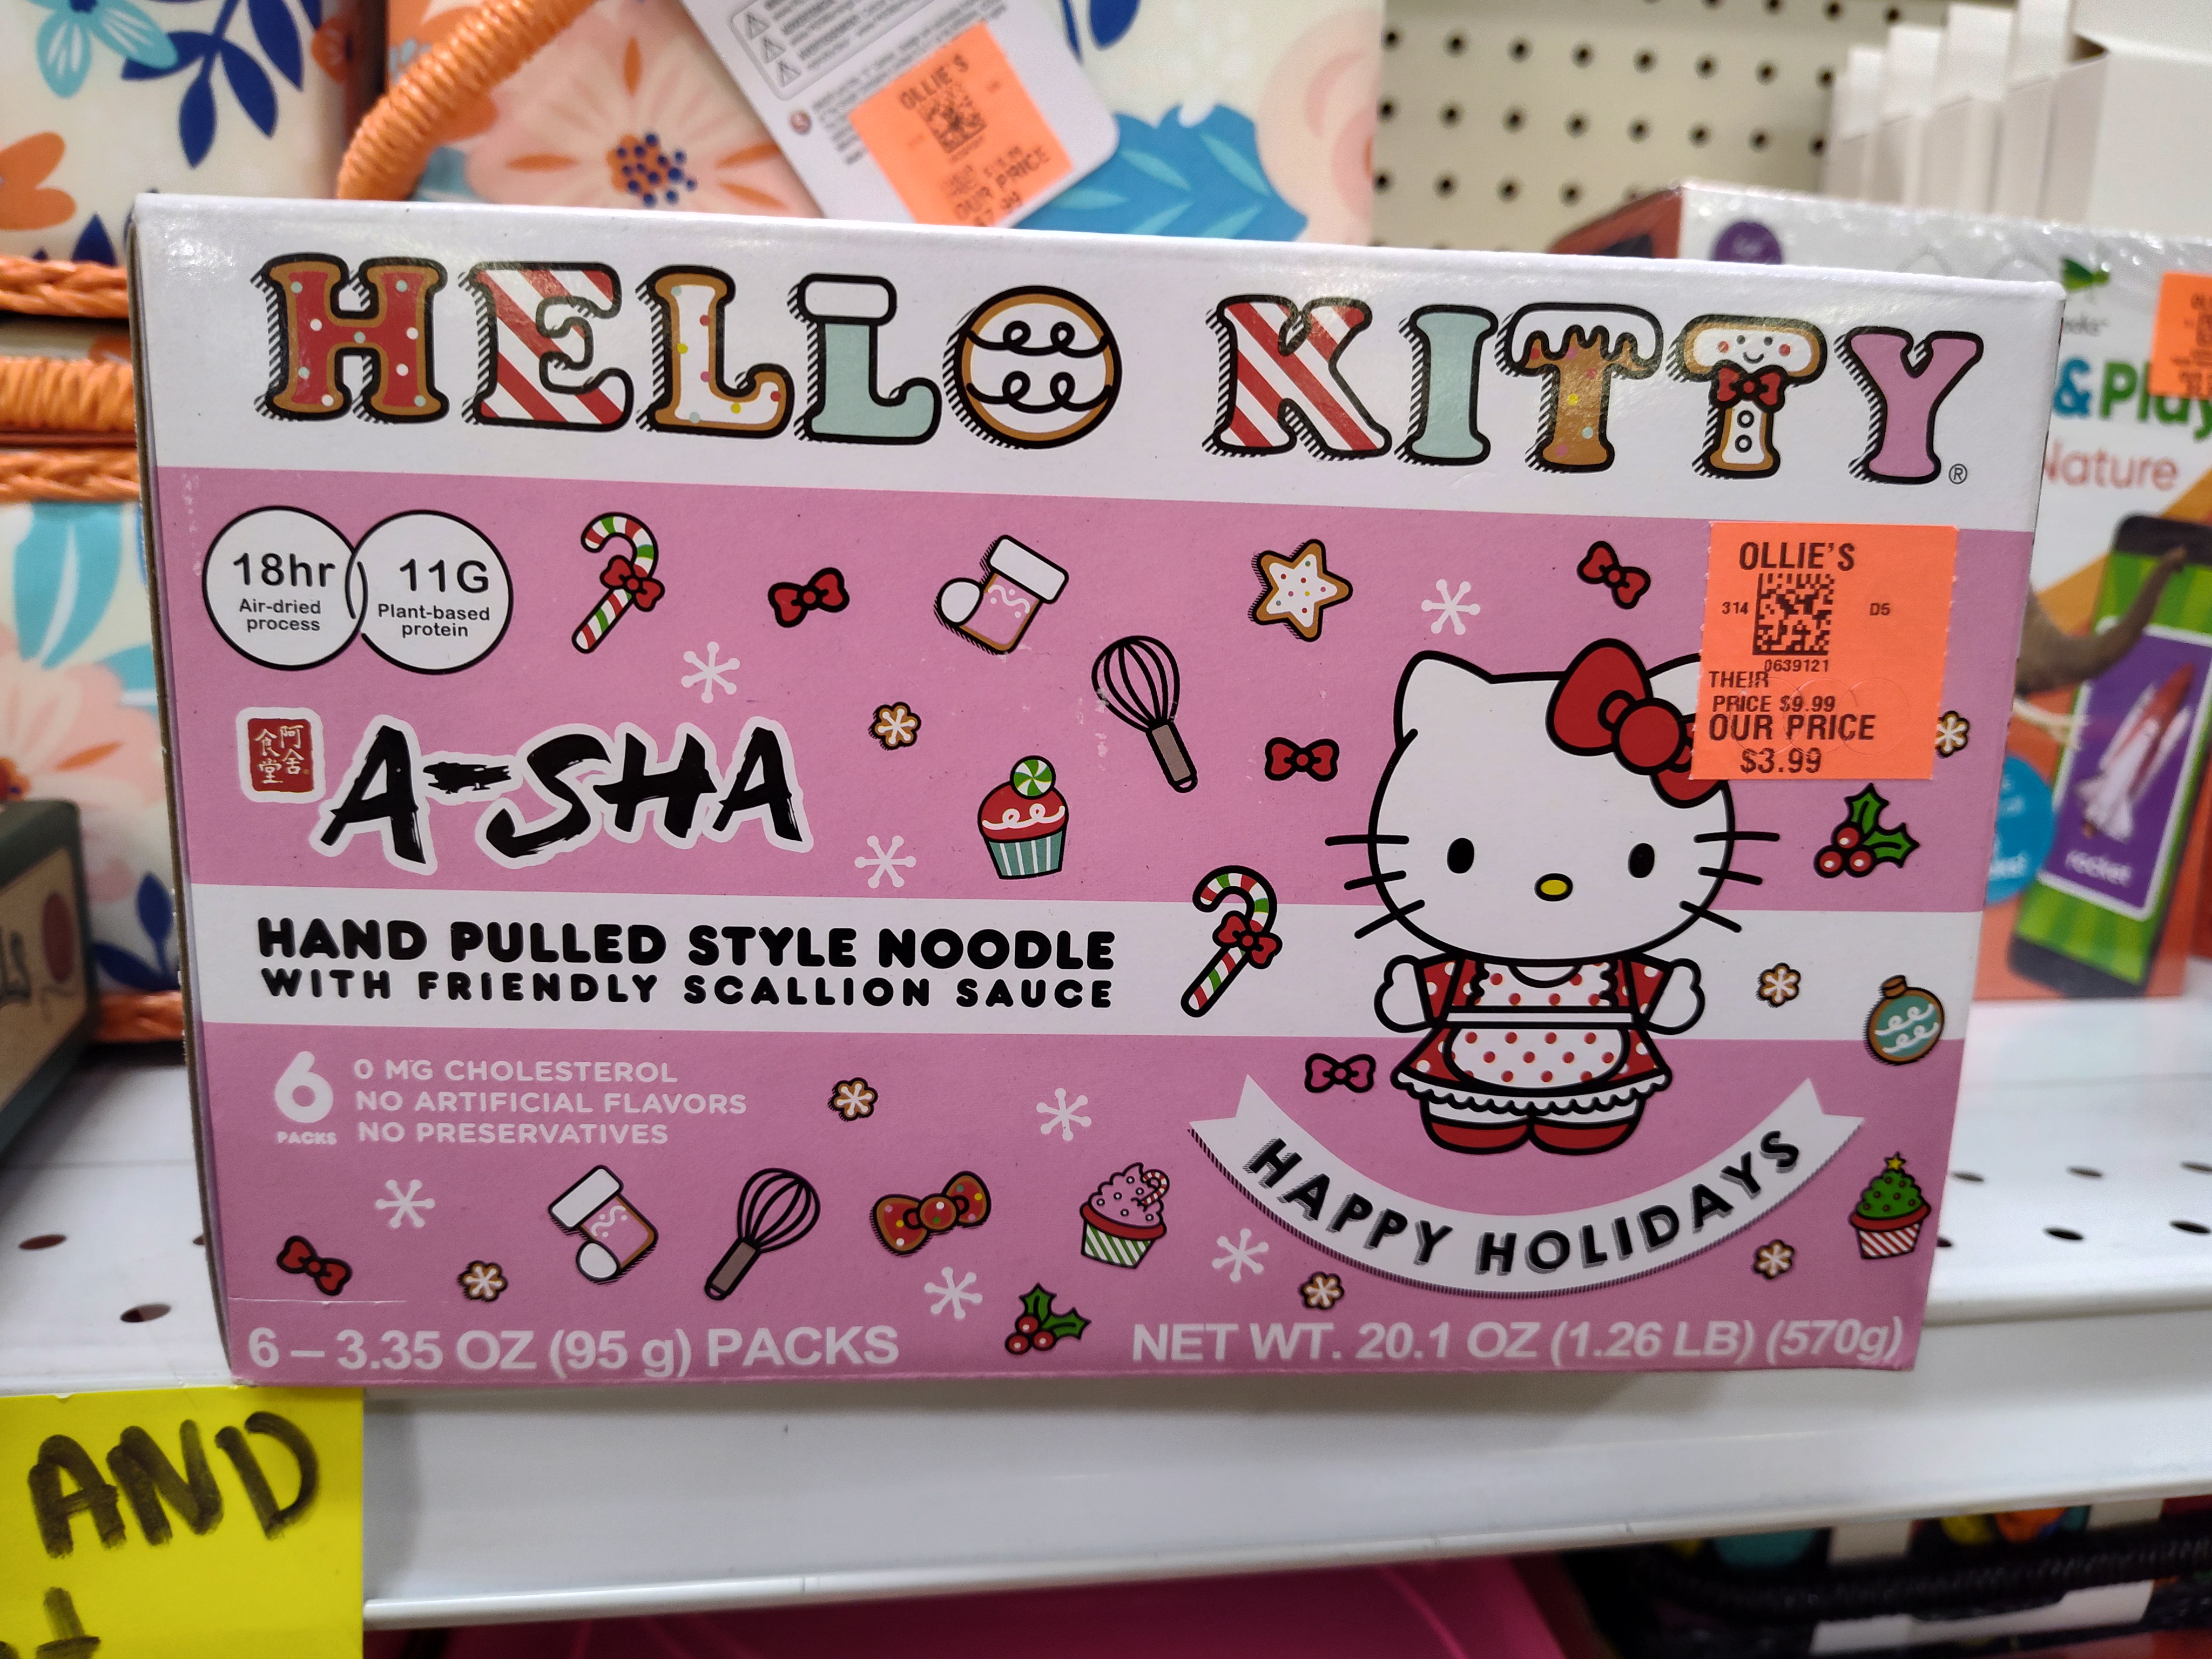 OLLIE'S
OUR PRICE
HELLO KITTY®
18hr
Air-dried
process
11G
Plant-based
protein
OLLIE'S
314
D5
0639121
THEIR
PRICE $9.99
OUR PRICE
$3.99
阿舍
食堂
A-SHA
HAND PULLED STYLE NOODLE
WITH FRIENDLY SCALLION SAUCE
6
PACKS
0 MG CHOLESTEROL
NO ARTIFICIAL FLAVORS
NO PRESERVATIVES
HAPPY HOLIDAYS
6 – 3.35 OZ (95 g) PACKS
NET WT. 20.1 OZ (1.26 LB) (570g)
&Play
Nature
rocket
AND